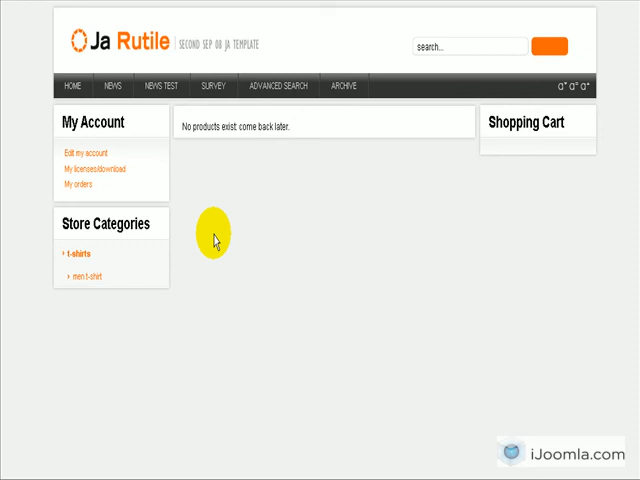 Ja Rutile
SECOND SEP 08 JA TEMPLATE
search...
HOME NEWS NEWS TEST SURVEY ADVANCED SEARCH ARCHIVE
My Account
Edit my account
My licenses/download
My orders
No products exist: come back later.
Shopping Cart
Store Categories
t-shirts
men t-shirt
iJoomla.com